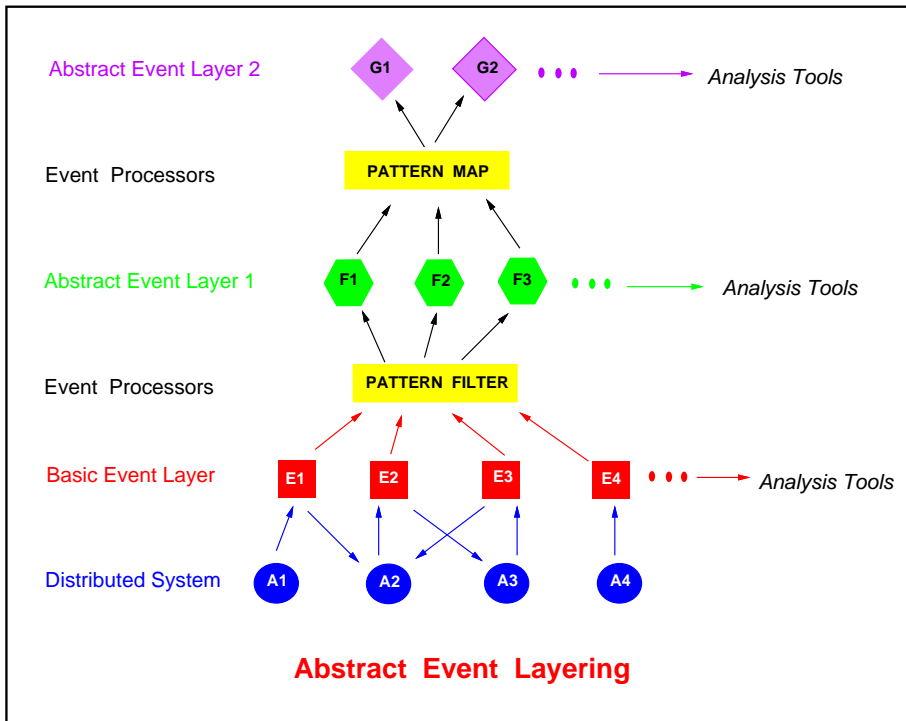 Abstract Event Layer 2 G1 G2 Analysis Tools
Event Processors PATTERN MAP
Abstract Event Layer 1 F1 F2 F3 Analysis Tools
Event Processors PATTERN FILTER
Basic Event Layer E1 E2 E3 E4 Analysis Tools
Distributed System A1 A2 A3 A4
Abstract Event Layering